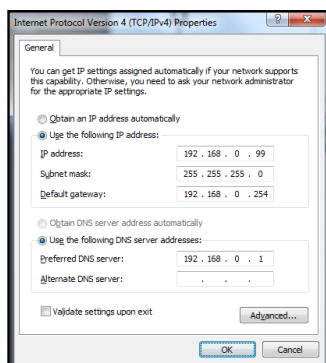 Internet Protocol Version 4 (TCP/IPv4) Properties
General
You can get IP settings assigned automatically if your network supports
this capability. Otherwise, you need to ask your network administrator
for the appropriate IP settings.
Obtain an IP address automatically
Use the following IP address:
IP address: 192 . 168 . 0 . 99
Subnet mask: 255 . 255 . 255 . 0
Default gateway: 192 . 168 . 0 . 254
Obtain DNS server address automatically
Use the following DNS server addresses:
Preferred DNS server: 192 . 168 . 0 . 1
Alternate DNS server: . . .
Validate settings upon exit
Advanced...
OK Cancel